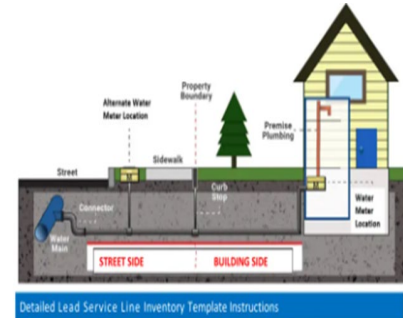 Property
Boundary
Alternate Water
Meter Location
Premise
Plumbing
Street
Sidewalk
Curb
Stop
Connector
Water
Main
Water
Meter
Location
STREET SIDE
BUILDING SIDE
Detailed Lead Service Line Inventory Template Instructions